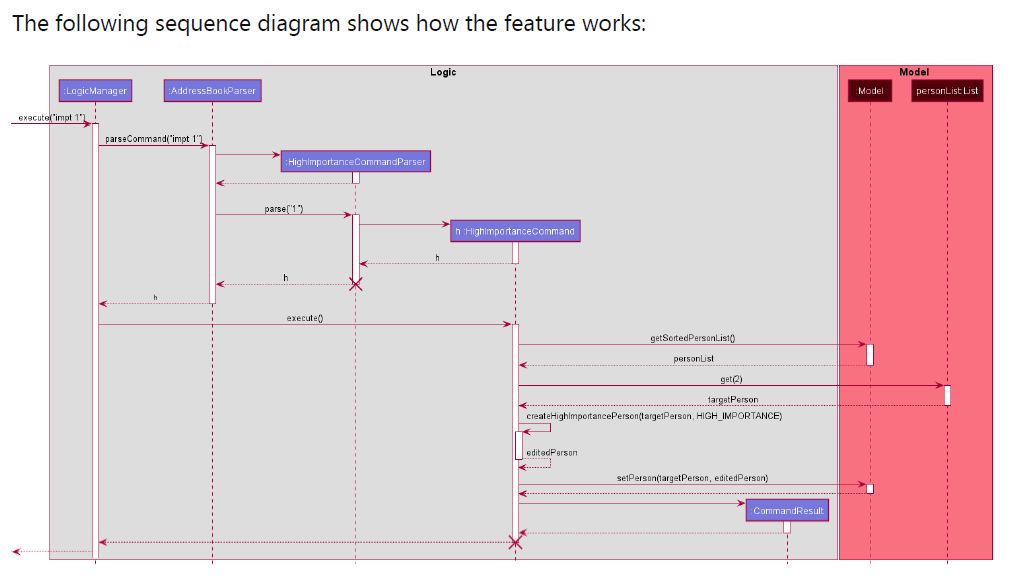 The following sequence diagram shows how the feature works:
Logic
Model
:LogicManager
:AddressBookParser
:Model
personList:List
execute("impt 1")
parseCommand("impt 1")
:HighImportanceCommandParser
parse("1")
h :HighImportanceCommand
h
h
h
execute()
getSortedPersonList()
personList
get(2)
targetPerson
createHighImportancePerson(targetPerson, HIGH_IMPORTANCE)
editedPerson
setPerson(targetPerson, editedPerson)
:CommandResult